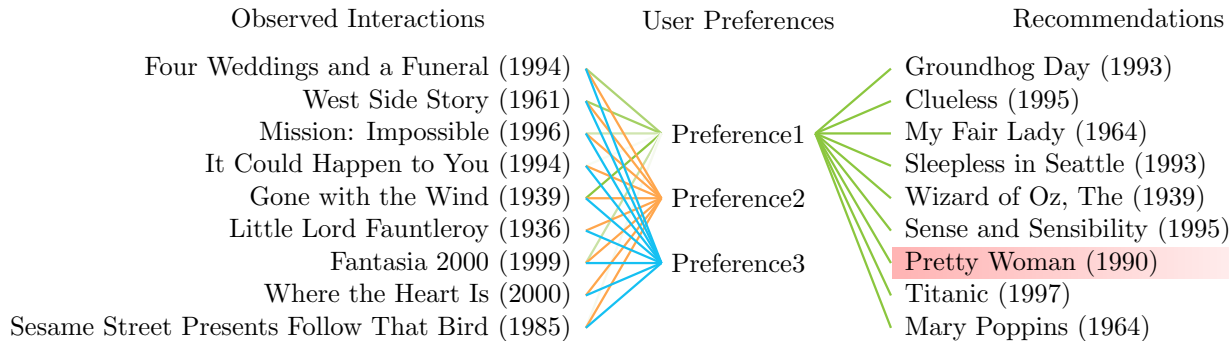 Observed Interactions
User Preferences
Recommendations
Four Weddings and a Funeral (1994)
West Side Story (1961)
Mission: Impossible (1996)
It Could Happen to You (1994)
Gone with the Wind (1939)
Little Lord Fauntleroy (1936)
Fantasia 2000 (1999)
Where the Heart Is (2000)
Sesame Street Presents Follow That Bird (1985)
Preference1
Preference2
Preference3
Groundhog Day (1993)
Clueless (1995)
My Fair Lady (1964)
Sleepless in Seattle (1993)
Wizard of Oz, The (1939)
Sense and Sensibility (1995)
Pretty Woman (1990)
Titanic (1997)
Mary Poppins (1964)